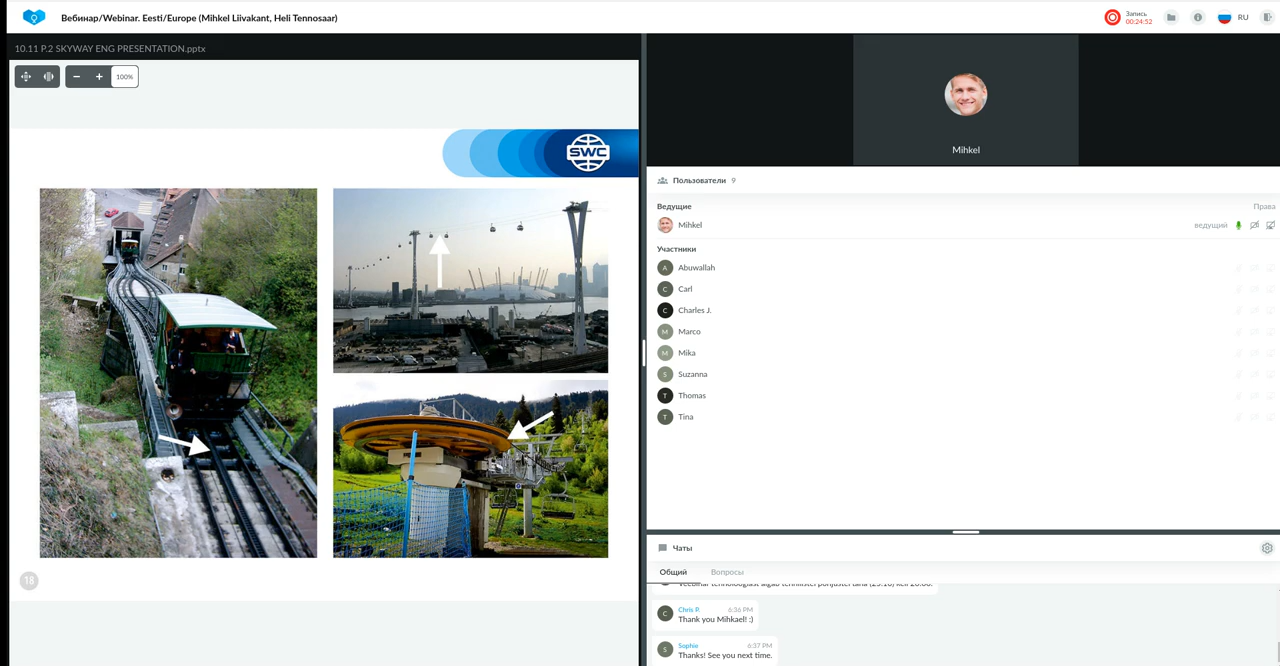 Вебинар/Webinar. Eesti/Europe (Mihkel Liivakant, Heli Tennosaar)
Запись
00:24:52
RU
10.11 P.2 SKYWAY ENG PRESENTATION.pptx
100%
SWC
18
Mihkel
Пользователи 9
Ведущие Права
Mihkel ведущий
Участники
A Abuwallah
C Carl
C Charles J.
M Marco
M Mika
S Suzanna
T Thomas
T Tina
Чаты
Общий Вопросы
C Chris P. 6:36 PM
Thank you Mihkael! :)
S Sophie 6:37 PM
Thanks! See you next time.